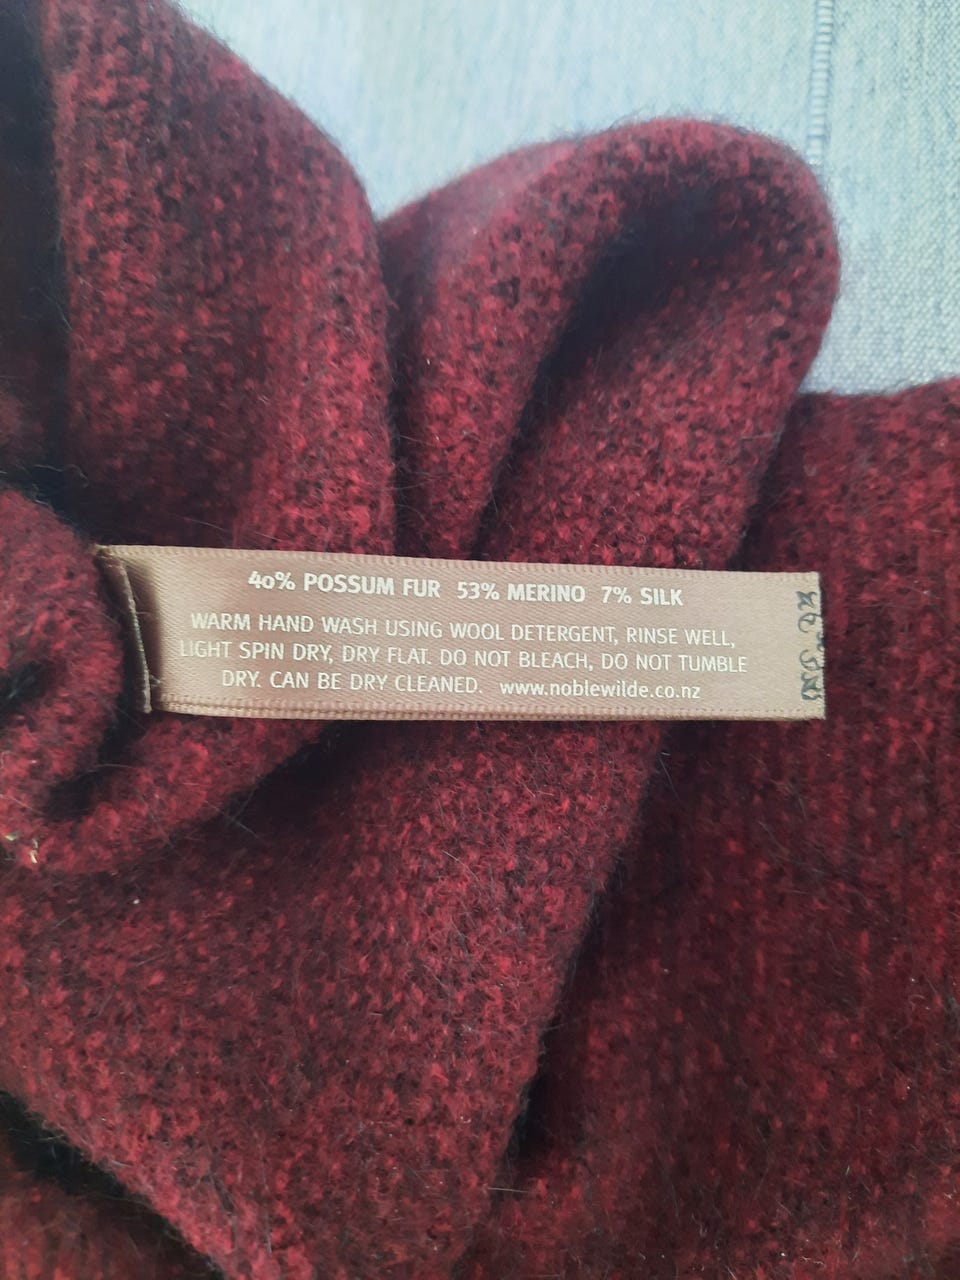 40% POSSUM FUR 53% MERINO 7% SILK
WARM HAND WASH USING WOOL DETERGENT, RINSE WELL,
LIGHT SPIN DRY, DRY FLAT. DO NOT BLEACH, DO NOT TUMBLE
DRY. CAN BE DRY CLEANED. www.noblewilde.co.nz